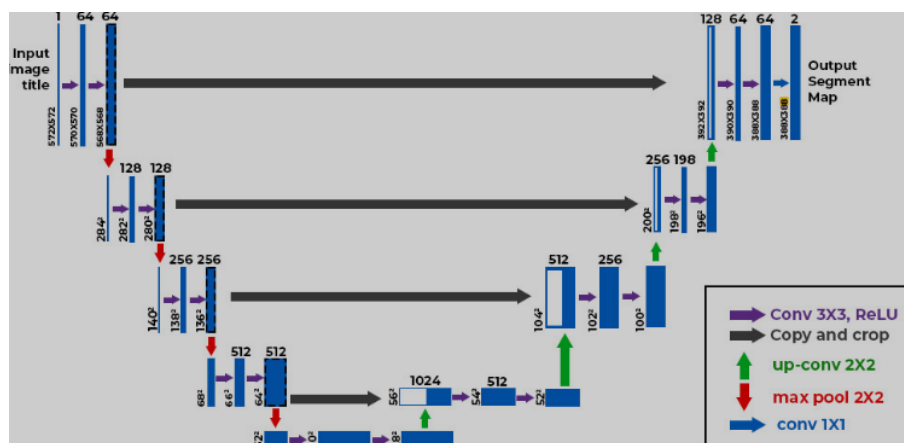 1 64 64
128 64 64 2
Input
Image
title
Output
Segment
Map
572X572
570X570
568X568
392X392
390X390
388X388
388X388
128 128
256 198
284²
282²
280²
200²
198²
196²
256 256
512 256
140²
138²
136²
104²
102²
100²
512 512
1024 512
68²
66²
64²
56²
54²
52²
Conv 3X3, ReLU
Copy and crop
up-conv 2X2
max pool 2X2
conv 1X1